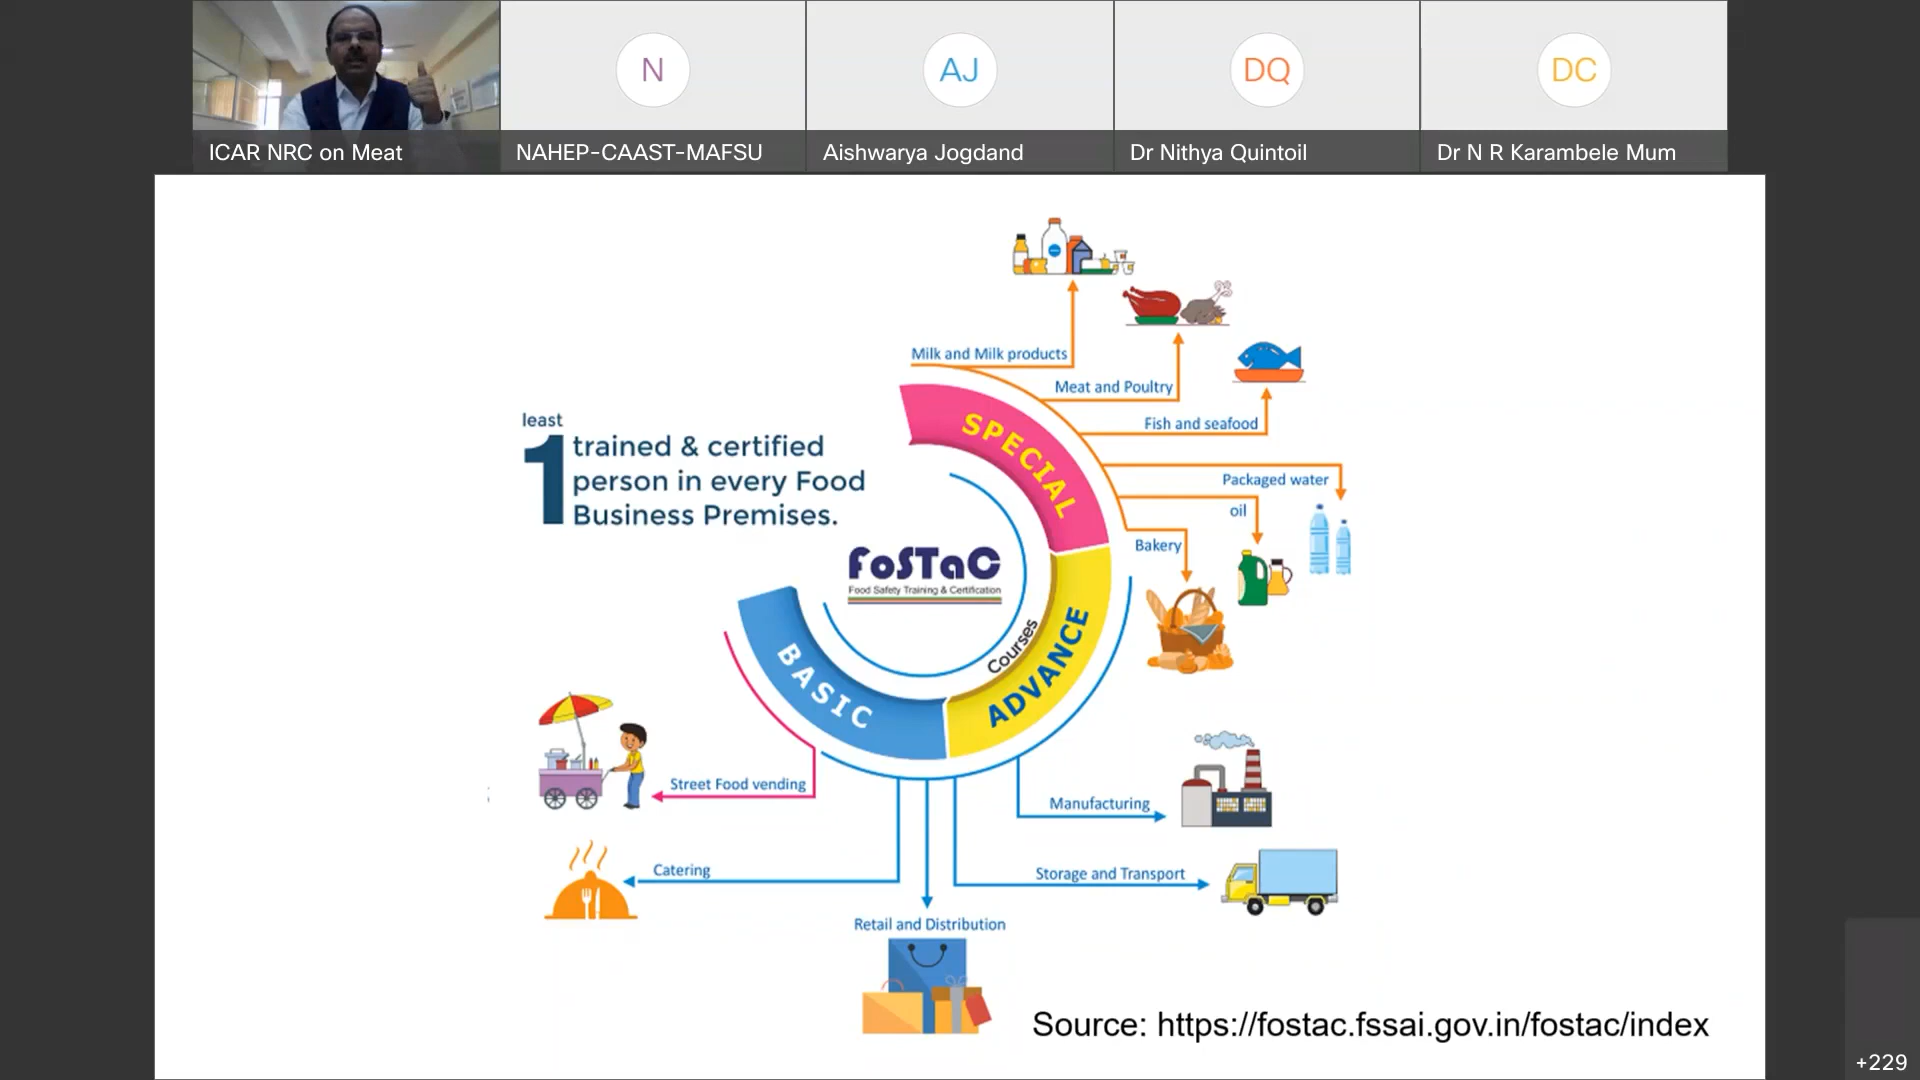 N
AJ
DQ
DC
ICAR NRC on Meat
NAHEP-CAAST-MAFSU
Aishwarya Jogdand
Dr Nithya Quintoil
Dr N R Karambele Mum
Milk and Milk products
Meat and Poultry
Fish and seafood
Packaged water
oil
Bakery
least
1 trained & certified
person in every Food
Business Premises.
SPECIAL
FoSTaC
Food Safety Training & Certification
Courses
ADVANCE
BASIC
Street Food vending
Manufacturing
Catering
Storage and Transport
Retail and Distribution
Source: https://fostac.fssai.gov.in/fostac/index
+229